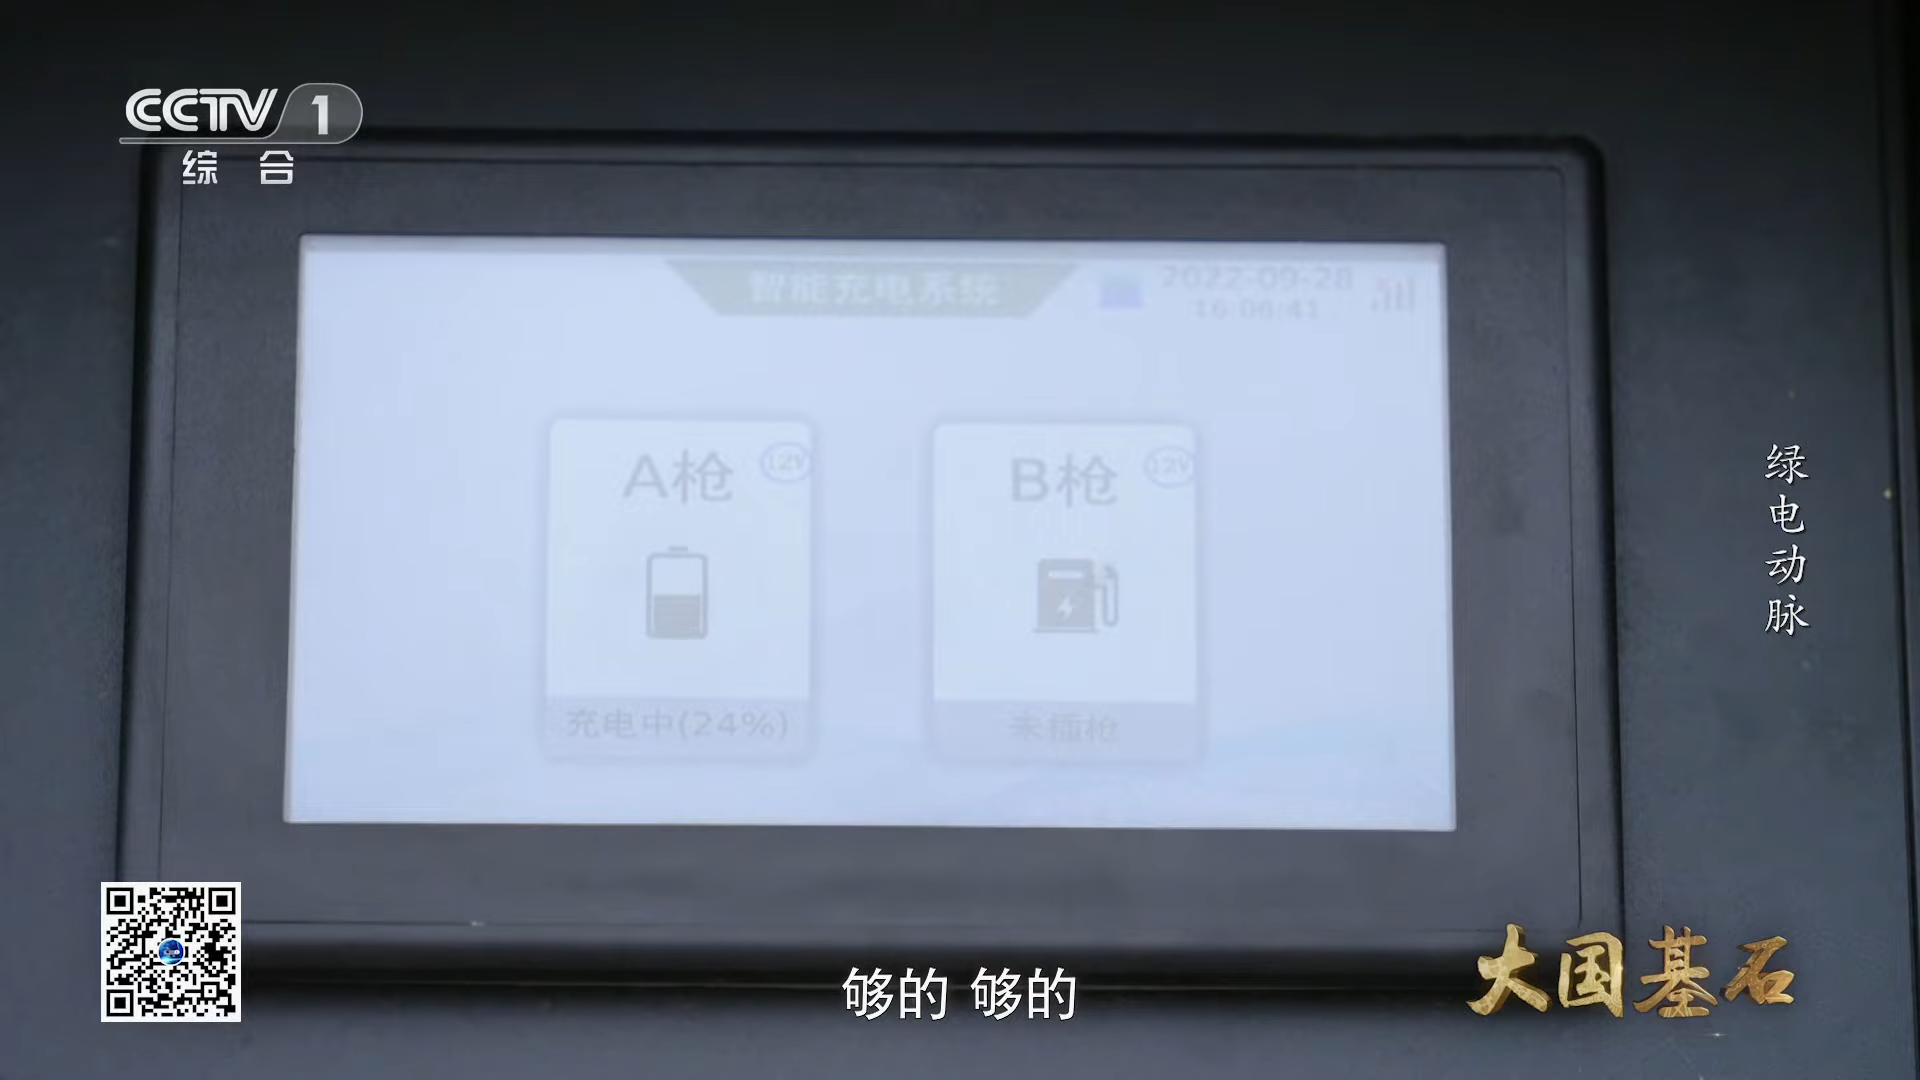 CCTV 1
综合
智能充电系统
2022-09-28
16:06:41
A枪
12V
B枪
12V
充电中(24%)
未插枪
绿电动脉
够的 够的
大国基石